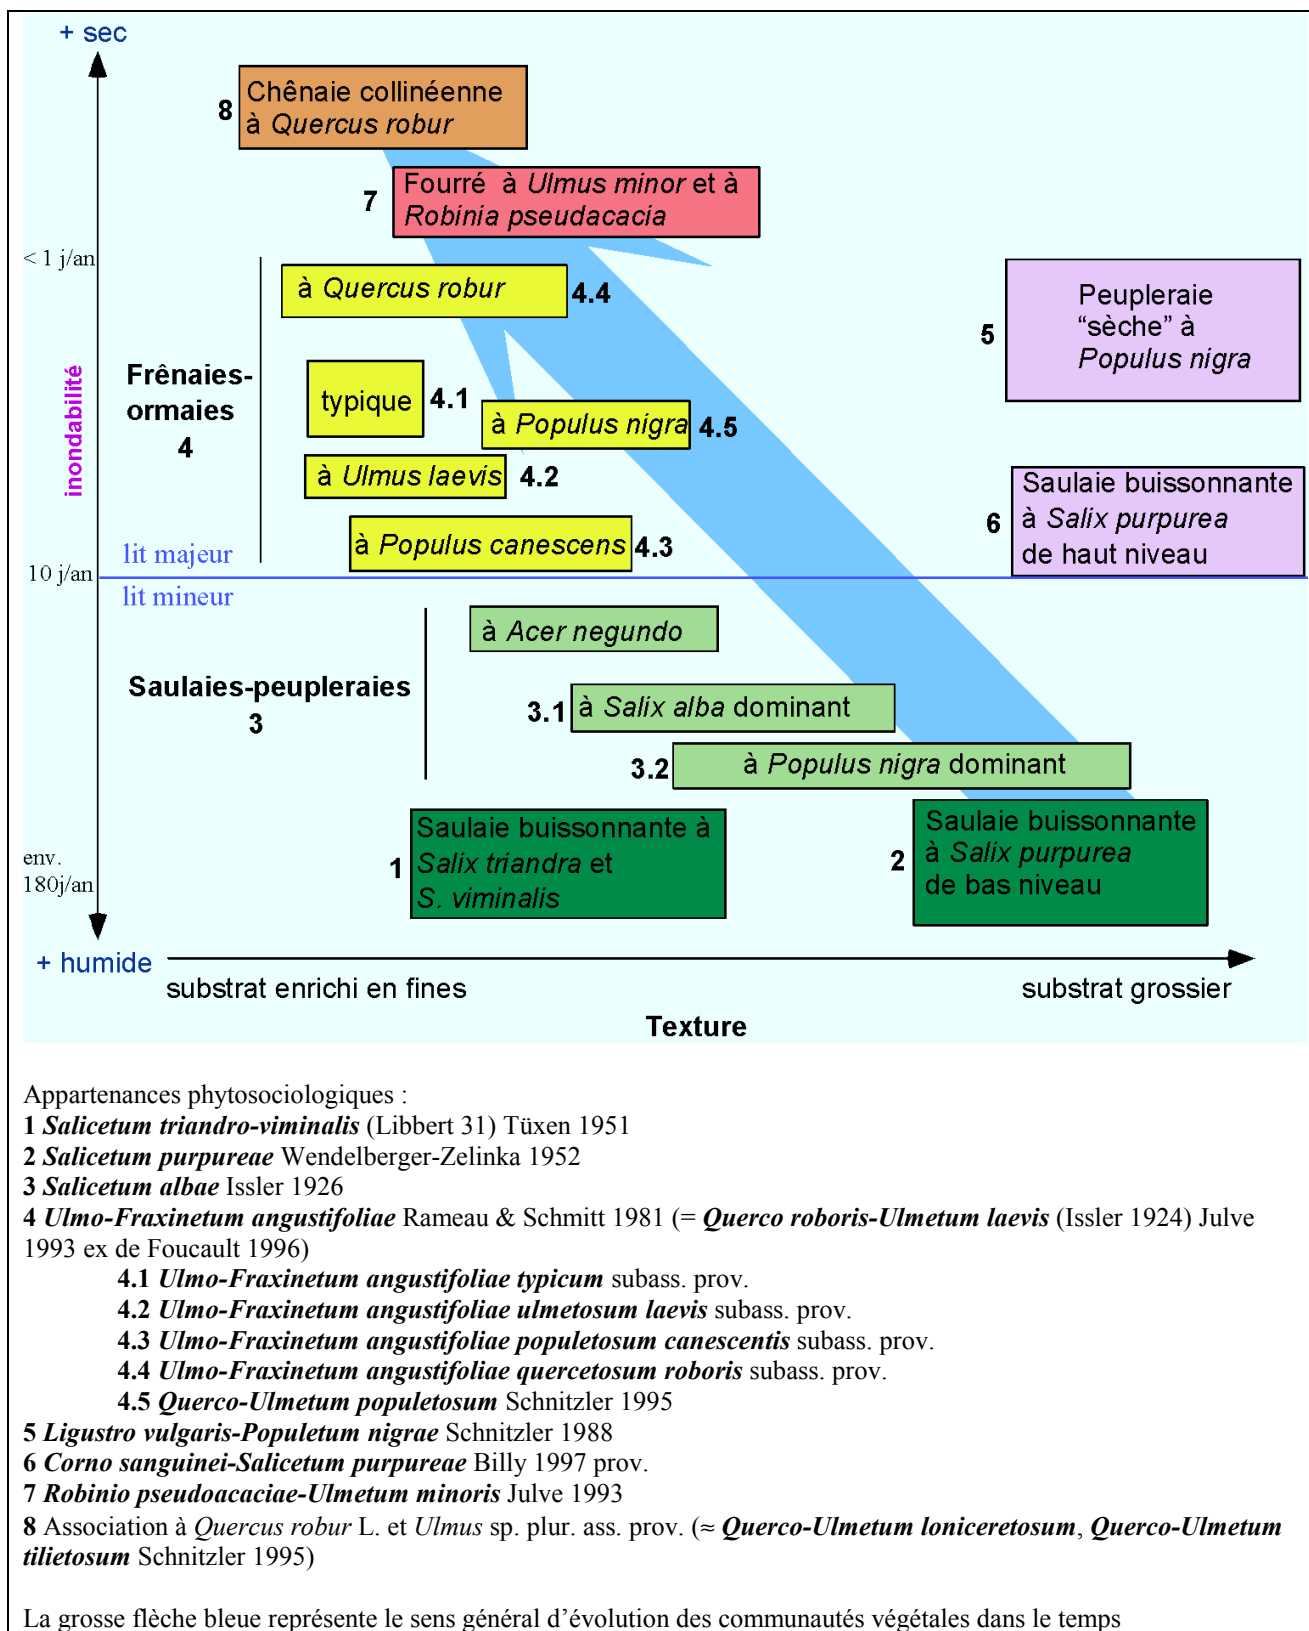 + sec
8
Chênaie collinéenne
à Quercus robur
7
Fourré à Ulmus minor et à
Robinia pseudacacia
< 1 j/an
à Quercus robur
4.4
5
Peupleraie
“sèche” à
Populus nigra
inondabilité
Frênaies-
ormaies
4
typique
4.1
à Populus nigra
4.5
à Ulmus laevis
4.2
6
Saulaie buissonnante
à Salix purpurea
de haut niveau
à Populus canescens
4.3
lit majeur
10 j/an
lit mineur
à Acer negundo
Saulaies-peupleraies
3
3.1
à Salix alba dominant
3.2
à Populus nigra dominant
1
Saulaie buissonnante à
Salix triandra et
S. viminalis
2
Saulaie buissonnante
à Salix purpurea
de bas niveau
env.
180j/an
+ humide
substrat enrichi en fines
substrat grossier
Texture
Appartenances phytosociologiques :
1 Salicetum triandro-viminalis (Libbert 31) Tüxen 1951
2 Salicetum purpureae Wendelberger-Zelinka 1952
3 Salicetum albae Issler 1926
4 Ulmo-Fraxinetum angustifoliae Rameau & Schmitt 1981 (= Querco roboris-Ulmetum laevis (Issler 1924) Julve
1993 ex de Foucault 1996)
4.1 Ulmo-Fraxinetum angustifoliae typicum subass. prov.
4.2 Ulmo-Fraxinetum angustifoliae ulmetosum laevis subass. prov.
4.3 Ulmo-Fraxinetum angustifoliae populetosum canescentis subass. prov.
4.4 Ulmo-Fraxinetum angustifoliae quercetosum roboris subass. prov.
4.5 Querco-Ulmetum populetosum Schnitzler 1995
5 Ligustro vulgaris-Populetum nigrae Schnitzler 1988
6 Corno sanguinei-Salicetum purpureae Billy 1997 prov.
7 Robinio pseudoacaciae-Ulmetum minoris Julve 1993
8 Association à Quercus robur L. et Ulmus sp. plur. ass. prov. (≈ Querco-Ulmetum loniceretosum, Querco-Ulmetum
tilietosum Schnitzler 1995)
La grosse flèche bleue représente le sens général d’évolution des communautés végétales dans le temps